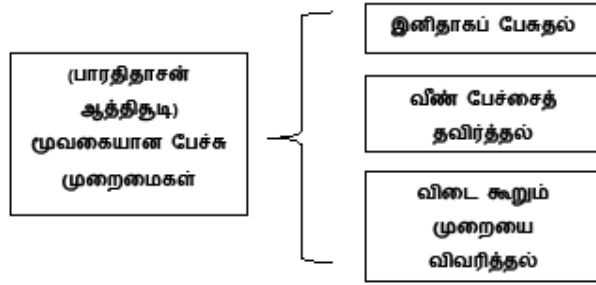 (பாரதிதாசன்
ஆத்திசூடி)
மூவகையான பேச்சு
முறைமைகள்
இனிதாகப் பேசுதல்
வீண் பேச்சைத்
தவிர்த்தல்
விடை கூறும்
முறையை
விவரித்தல்